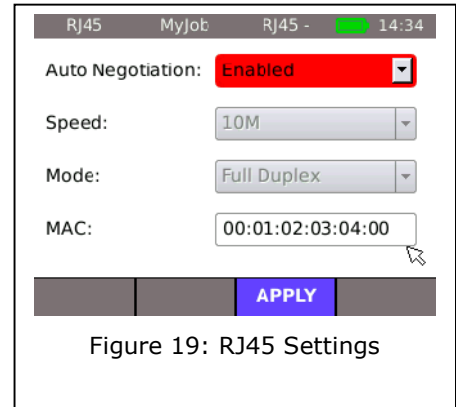 RJ45 MyJob RJ45 - 14:34
Auto Negotiation: Enabled
Speed: 10M
Mode: Full Duplex
MAC: 00:01:02:03:04:00
APPLY
Figure 19: RJ45 Settings